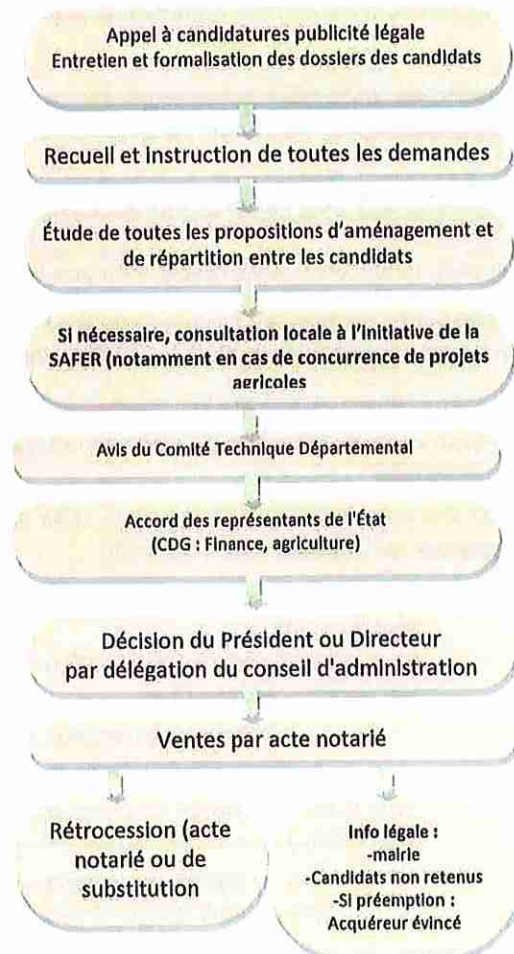 Appel à candidatures publicité légale
Entretien et formalisation des dossiers des candidats
Recueil et instruction de toutes les demandes
Étude de toutes les propositions d'aménagement et
de répartition entre les candidats
Si nécessaire, consultation locale à l'initiative de la
SAFER (notamment en cas de concurrence de projets
agricoles
Avis du Comité Technique Départemental
Accord des représentants de l'État
(CDG : Finance, agriculture)
Décision du Président ou Directeur
par délégation du conseil d'administration
Ventes par acte notarié
Rétrocession (acte
notarié ou de
substitution
Info légale :
-mairie
-Candidats non retenus
-Si préemption :
Acquéreur évincé